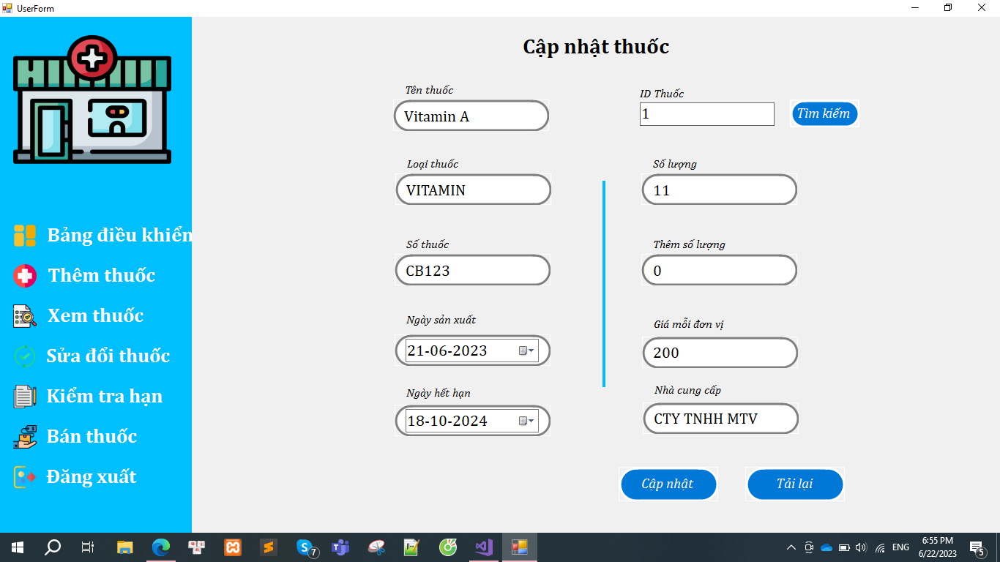 UserForm
Cập nhật thuốc
Tên thuốc
Vitamin A
ID Thuốc
1
Tìm kiếm
Loại thuốc
VITAMIN
Số lượng
11
Số thuốc
CB123
Thêm số lượng
0
Ngày sản xuất
21-06-2023
Giá mỗi đơn vị
200
Ngày hết hạn
18-10-2024
Nhà cung cấp
CTY TNHH MTV
Cập nhật
Tải lại
Bảng điều khiển
Thêm thuốc
Xem thuốc
Sửa đổi thuốc
Kiểm tra hạn
Bán thuốc
Đăng xuất
7
ENG
6:55 PM
6/22/2023
5